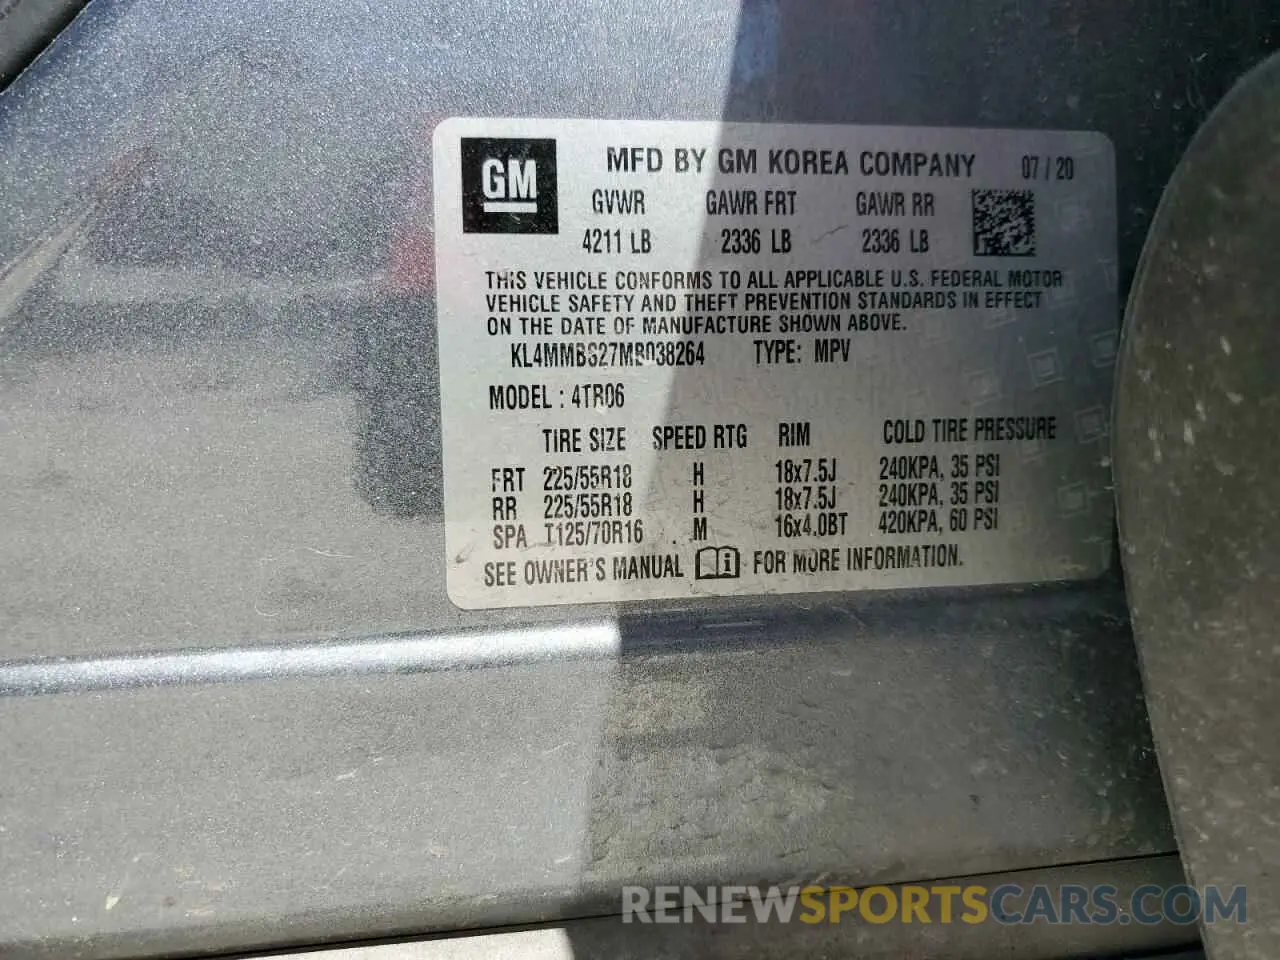 GM
MFD BY GM KOREA COMPANY 07 / 20
GVWR GAWR FRT GAWR RR
4211 LB 2336 LB 2336 LB
THIS VEHICLE CONFORMS TO ALL APPLICABLE U.S. FEDERAL MOTOR
VEHICLE SAFETY AND THEFT PREVENTION STANDARDS IN EFFECT
ON THE DATE OF MANUFACTURE SHOWN ABOVE.
KL4MMBS27MB038264 TYPE: MPV
MODEL : 4TR06
TIRE SIZE SPEED RTG RIM COLD TIRE PRESSURE
FRT 225/55R18 H 18x7.5J 240KPA, 35 PSI
RR 225/55R18 H 18x7.5J 240KPA, 35 PSI
SPA T125/70R16 M 16x4.0BT 420KPA, 60 PSI
SEE OWNER'S MANUAL FOR MORE INFORMATION.
RENEWSPORTSCARS.COM